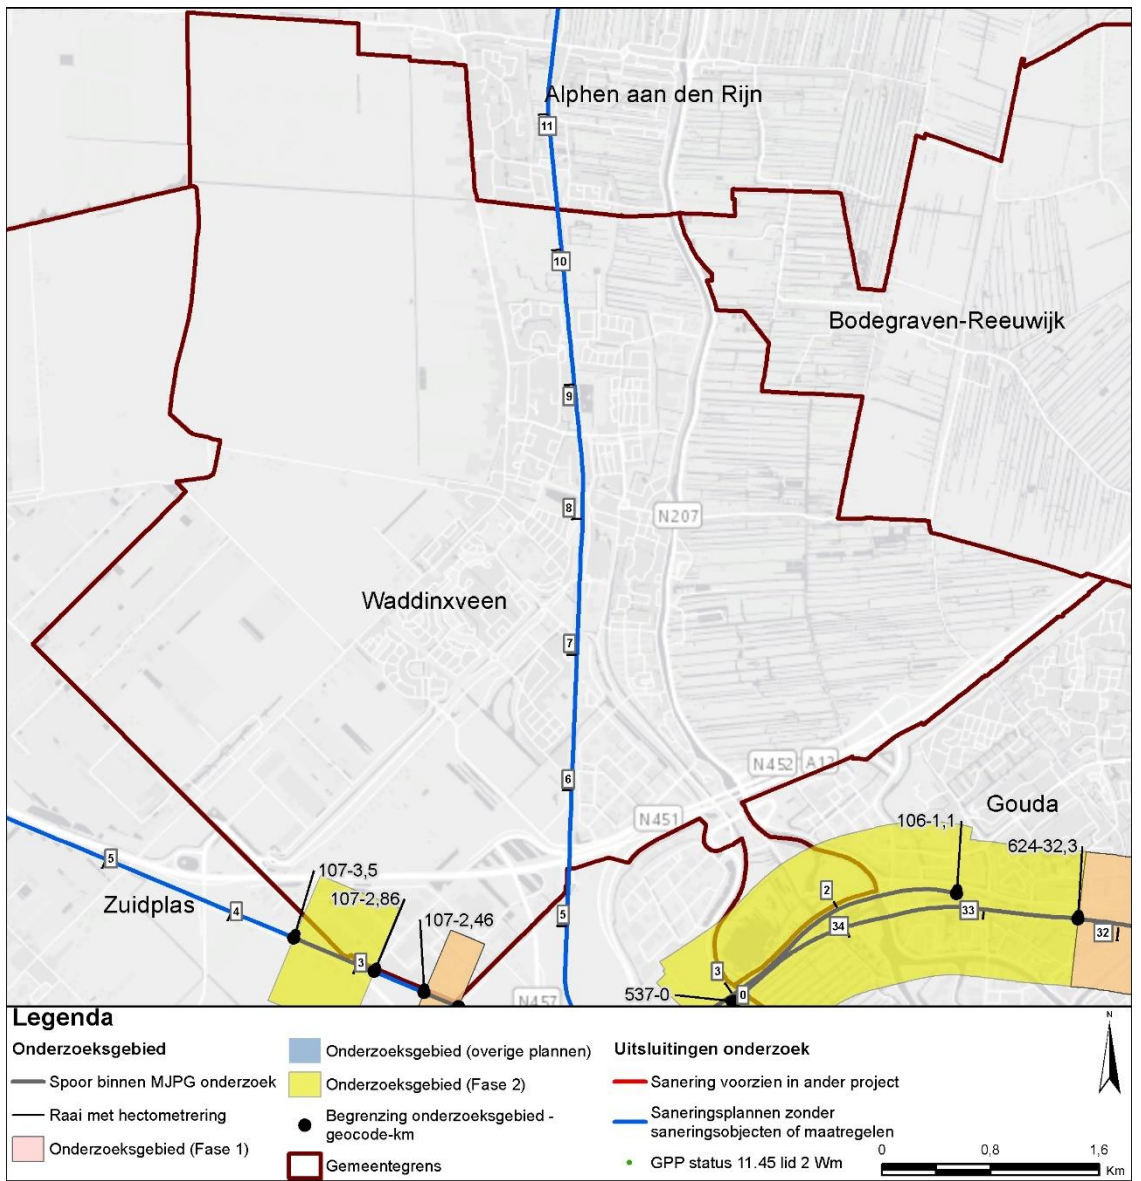 Alphen aan den Rijn
11
10
Bodegraven-Reeuwijk
9
8
N207
Waddinxveen
7
6
N452
A12
N451
Gouda
106-1,1
624-32,3
5
107-3,5
107-2,86
Zuidplas
4
107-2,46
5
2
33
34
32
3
3
537-0
0
N457
Legenda
Onderzoeksgebied
Spoor binnen MJPG onderzoek
Raai met hectometrering
Onderzoeksgebied (Fase 1)
Onderzoeksgebied (overige plannen)
Onderzoeksgebied (Fase 2)
Begrenzing onderzoeksgebied -
geocode-km
Gemeentegrens
Uitsluitingen onderzoek
Sanering voorzien in ander project
Saneringsplannen zonder
saneringsobjecten of maatregelen
GPP status 11.45 lid 2 Wm
N
0
0,8
1,6
Km